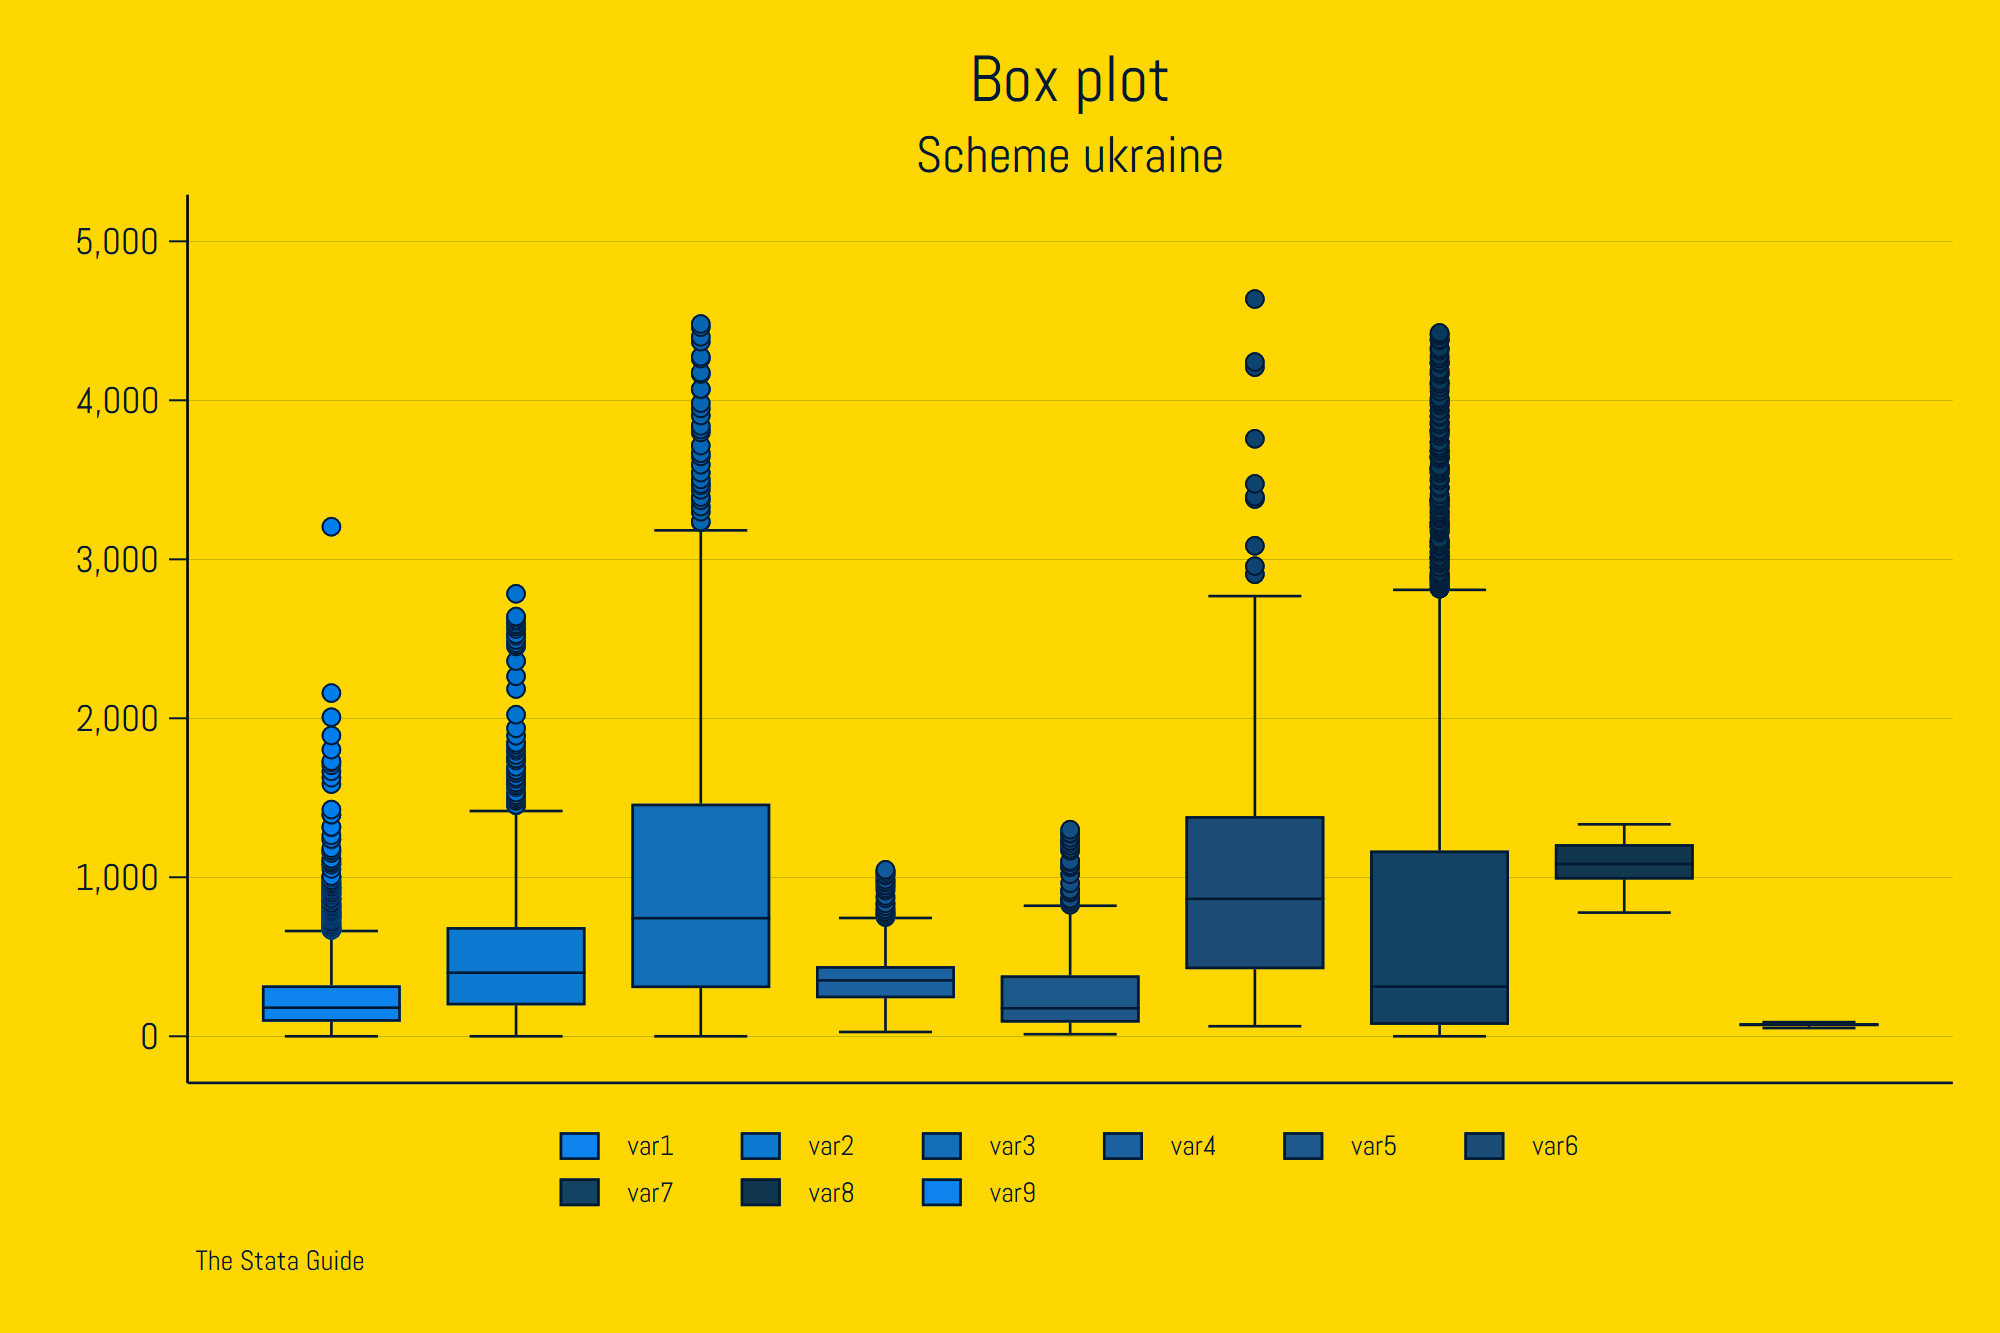 Box plot
Scheme ukraine
5,000
4,000
3,000
2,000
1,000
0
var1 var2 var3 var4 var5 var6
var7 var8 var9
The Stata Guide